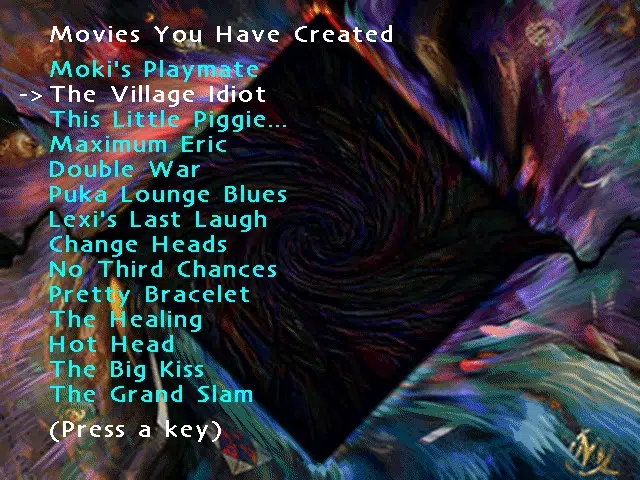 Movies You Have Created
Moki's Playmate
-> The Village Idiot
This Little Piggie...
Maximum Eric
Double War
Puka Lounge Blues
Lexi's Last Laugh
Change Heads
No Third Chances
Pretty Bracelet
The Healing
Hot Head
The Big Kiss
The Grand Slam
(Press a key)